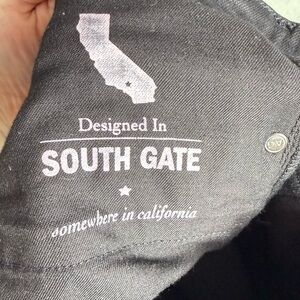 Designed In
SOUTH GATE
somewhere in california